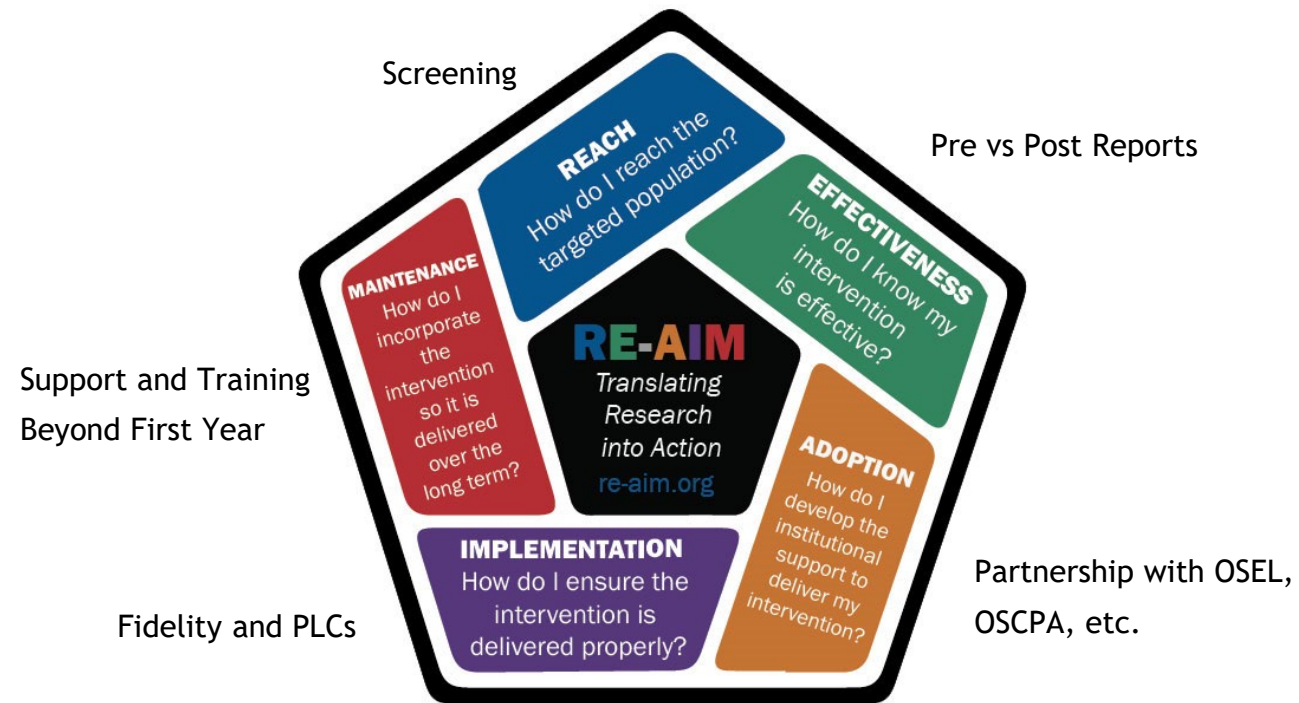 Screening
REACH
How do I reach the
targeted population?
Pre vs Post Reports
EFFECTIVENESS
How do I know my
intervention
is effective?
MAINTENANCE
How do I
incorporate
the
intervention
so it is
delivered
over the
long term?
RE-AIM
Translating
Research
into Action
re-aim.org
Support and Training
Beyond First Year
ADOPTION
How do I
develop the
institutional
support to
deliver my
intervention?
Partnership with OSEL,
OSCPA, etc.
IMPLEMENTATION
How do I ensure the
intervention is
delivered properly?
Fidelity and PLCs